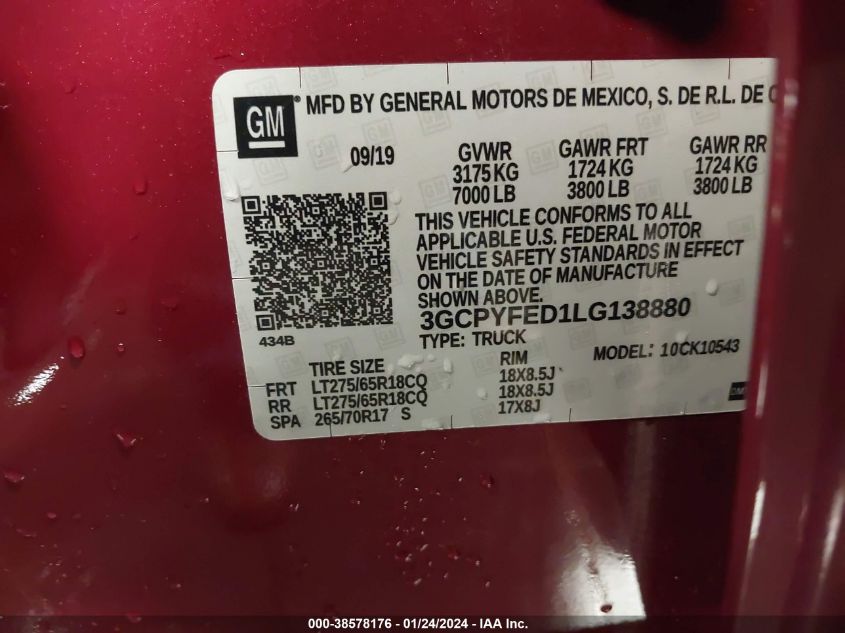 GM ® MFD BY GENERAL MOTORS DE MEXICO, S. DE R.L. DE
09/19 GVWR GAWR FRT GAWR RR
3175 KG 1724 KG 1724 KG
7000 LB 3800 LB 3800 LB
THIS VEHICLE CONFORMS TO ALL
APPLICABLE U.S. FEDERAL MOTOR
VEHICLE SAFETY STANDARDS IN EFFECT
ON THE DATE OF MANUFACTURE
SHOWN ABOVE.
3GCPYFED1LG138880
434B
TYPE: TRUCK MODEL: 10CK10543
TIRE SIZE RIM
FRT LT275/65R18CQ 18X8.5J
RR LT275/65R18CQ 18X8.5J
SPA 265/70R17 S 17X8J
000-38578176 - 01/24/2024 - IAA Inc.